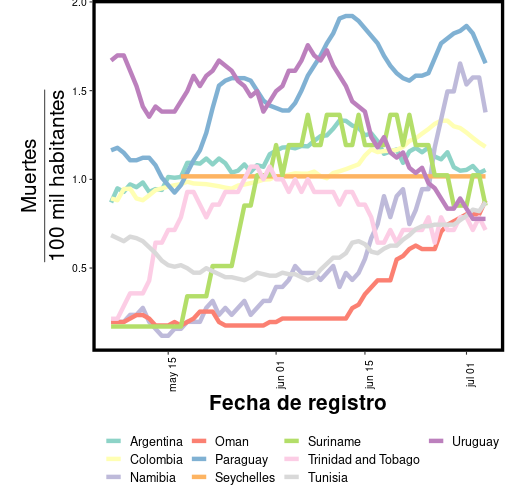 2.0
1.5
1.0
0.5
Muertes
100 mil habitantes
may 15
jun 01
jun 15
jul 01
Fecha de registro
Argentina Oman Suriname Uruguay
Colombia Paraguay Trinidad and Tobago
Namibia Seychelles Tunisia